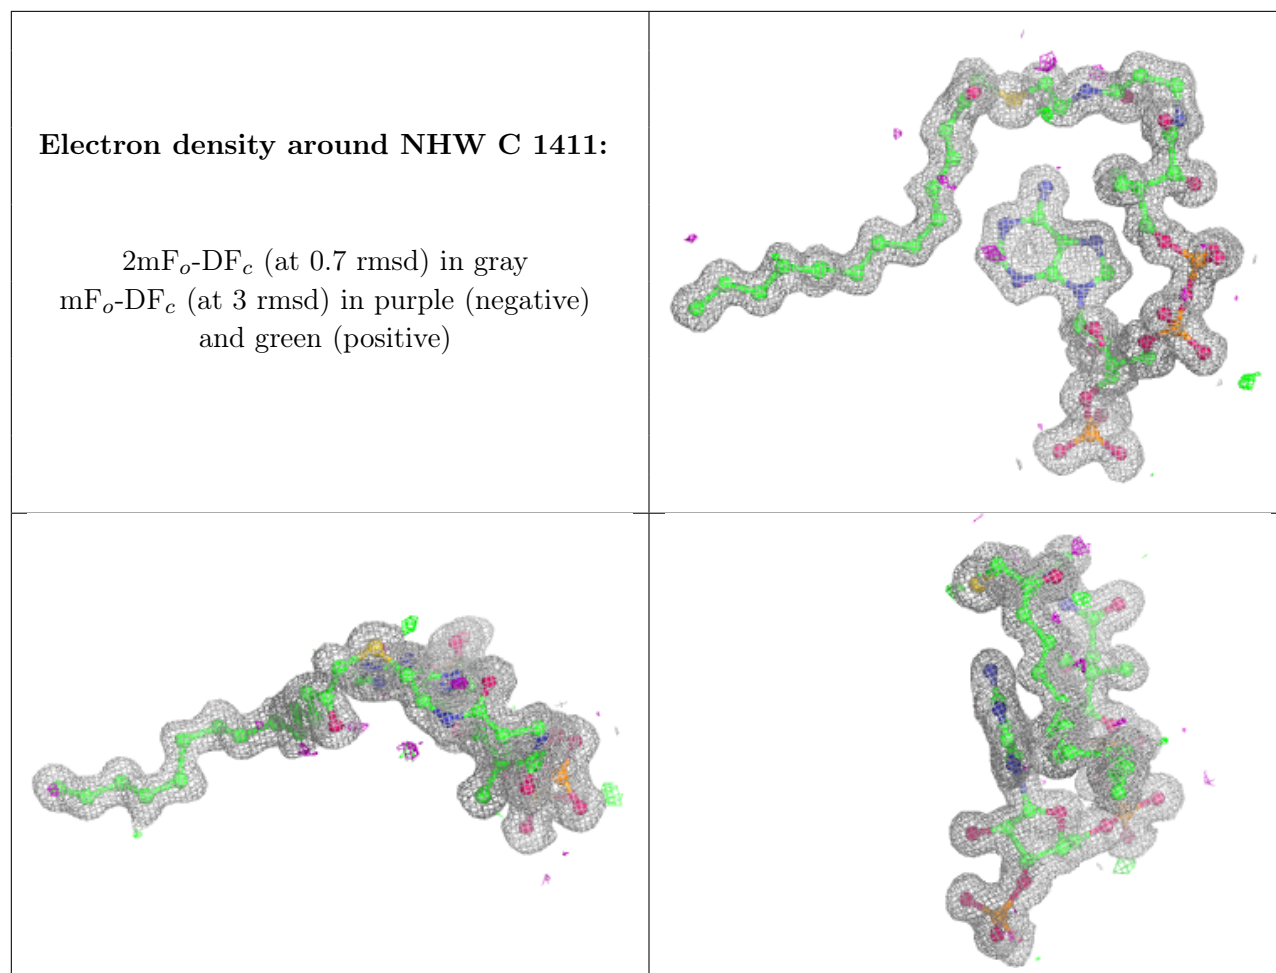 Electron density around NHW C 1411:
2mFo-DFc (at 0.7 rmsd) in gray
mFo-DFc (at 3 rmsd) in purple (negative)
and green (positive)